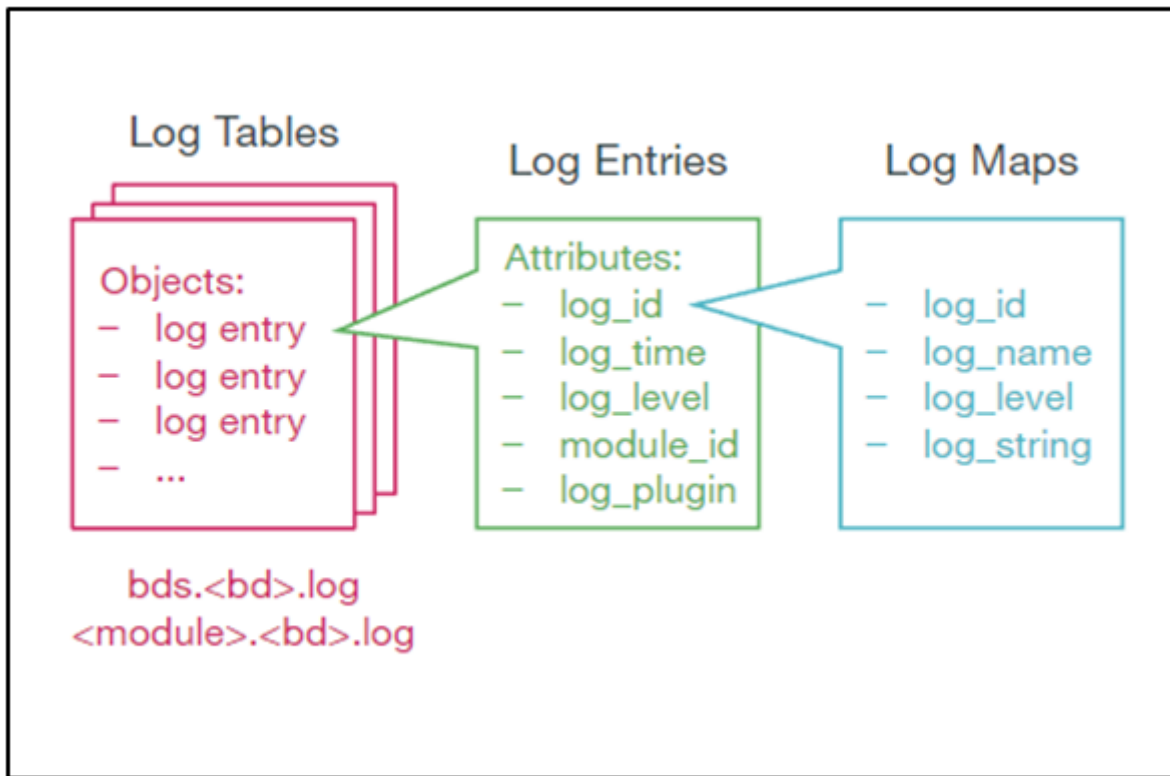 Log Tables
Objects:
– log entry
– log entry
– log entry
– ...
bds.<bd>.log
<module>.<bd>.log
Log Entries
Attributes:
– log_id
– log_time
– log_level
– module_id
– log_plugin
Log Maps
– log_id
– log_name
– log_level
– log_string